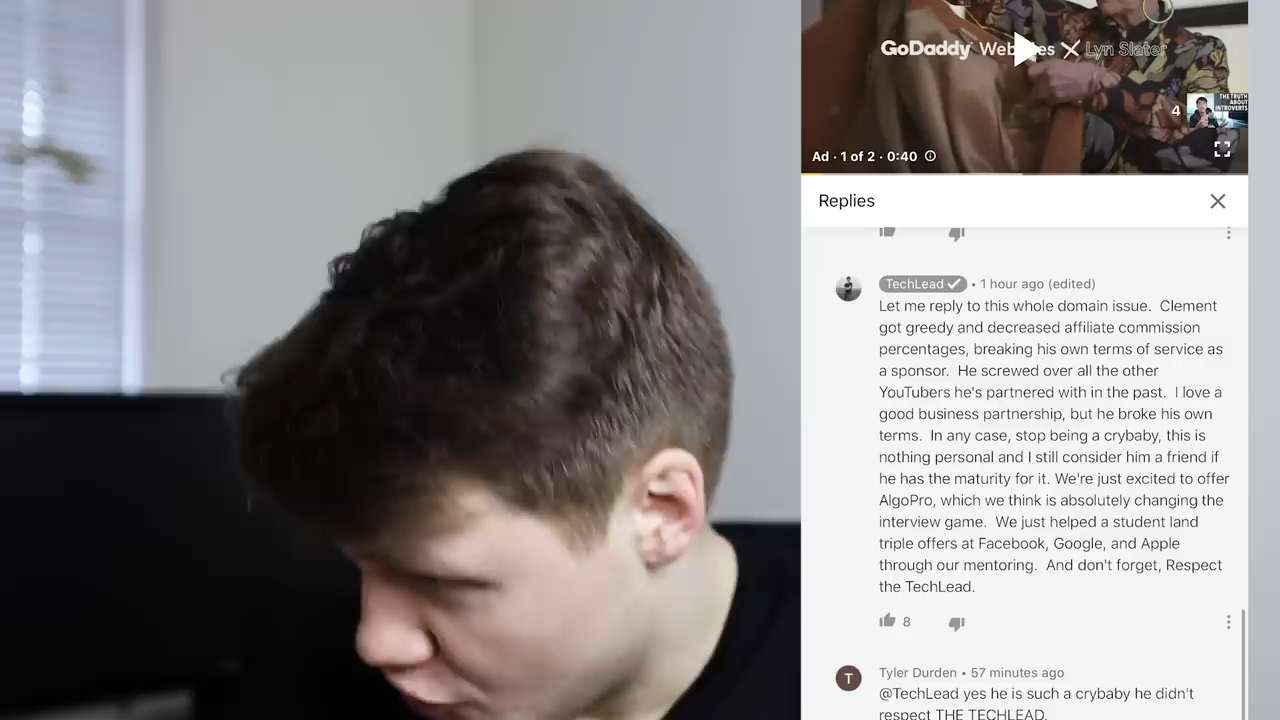 GoDaddy Websites X Lyn Slater
4
THE TRUTH
ABOUT
INTROVERTS
Ad · 1 of 2 · 0:40
Replies
TechLead • 1 hour ago (edited)
Let me reply to this whole domain issue. Clement
got greedy and decreased affiliate commission
percentages, breaking his own terms of service as
a sponsor. He screwed over all the other
YouTubers he's partnered with in the past. I love a
good business partnership, but he broke his own
terms. In any case, stop being a crybaby, this is
nothing personal and I still consider him a friend if
he has the maturity for it. We're just excited to offer
AlgoPro, which we think is absolutely changing the
interview game. We just helped a student land
triple offers at Facebook, Google, and Apple
through our mentoring. And don't forget, Respect
the TechLead.
8
T
Tyler Durden • 57 minutes ago
@TechLead yes he is such a crybaby he didn't
respect THE TECHLEAD.